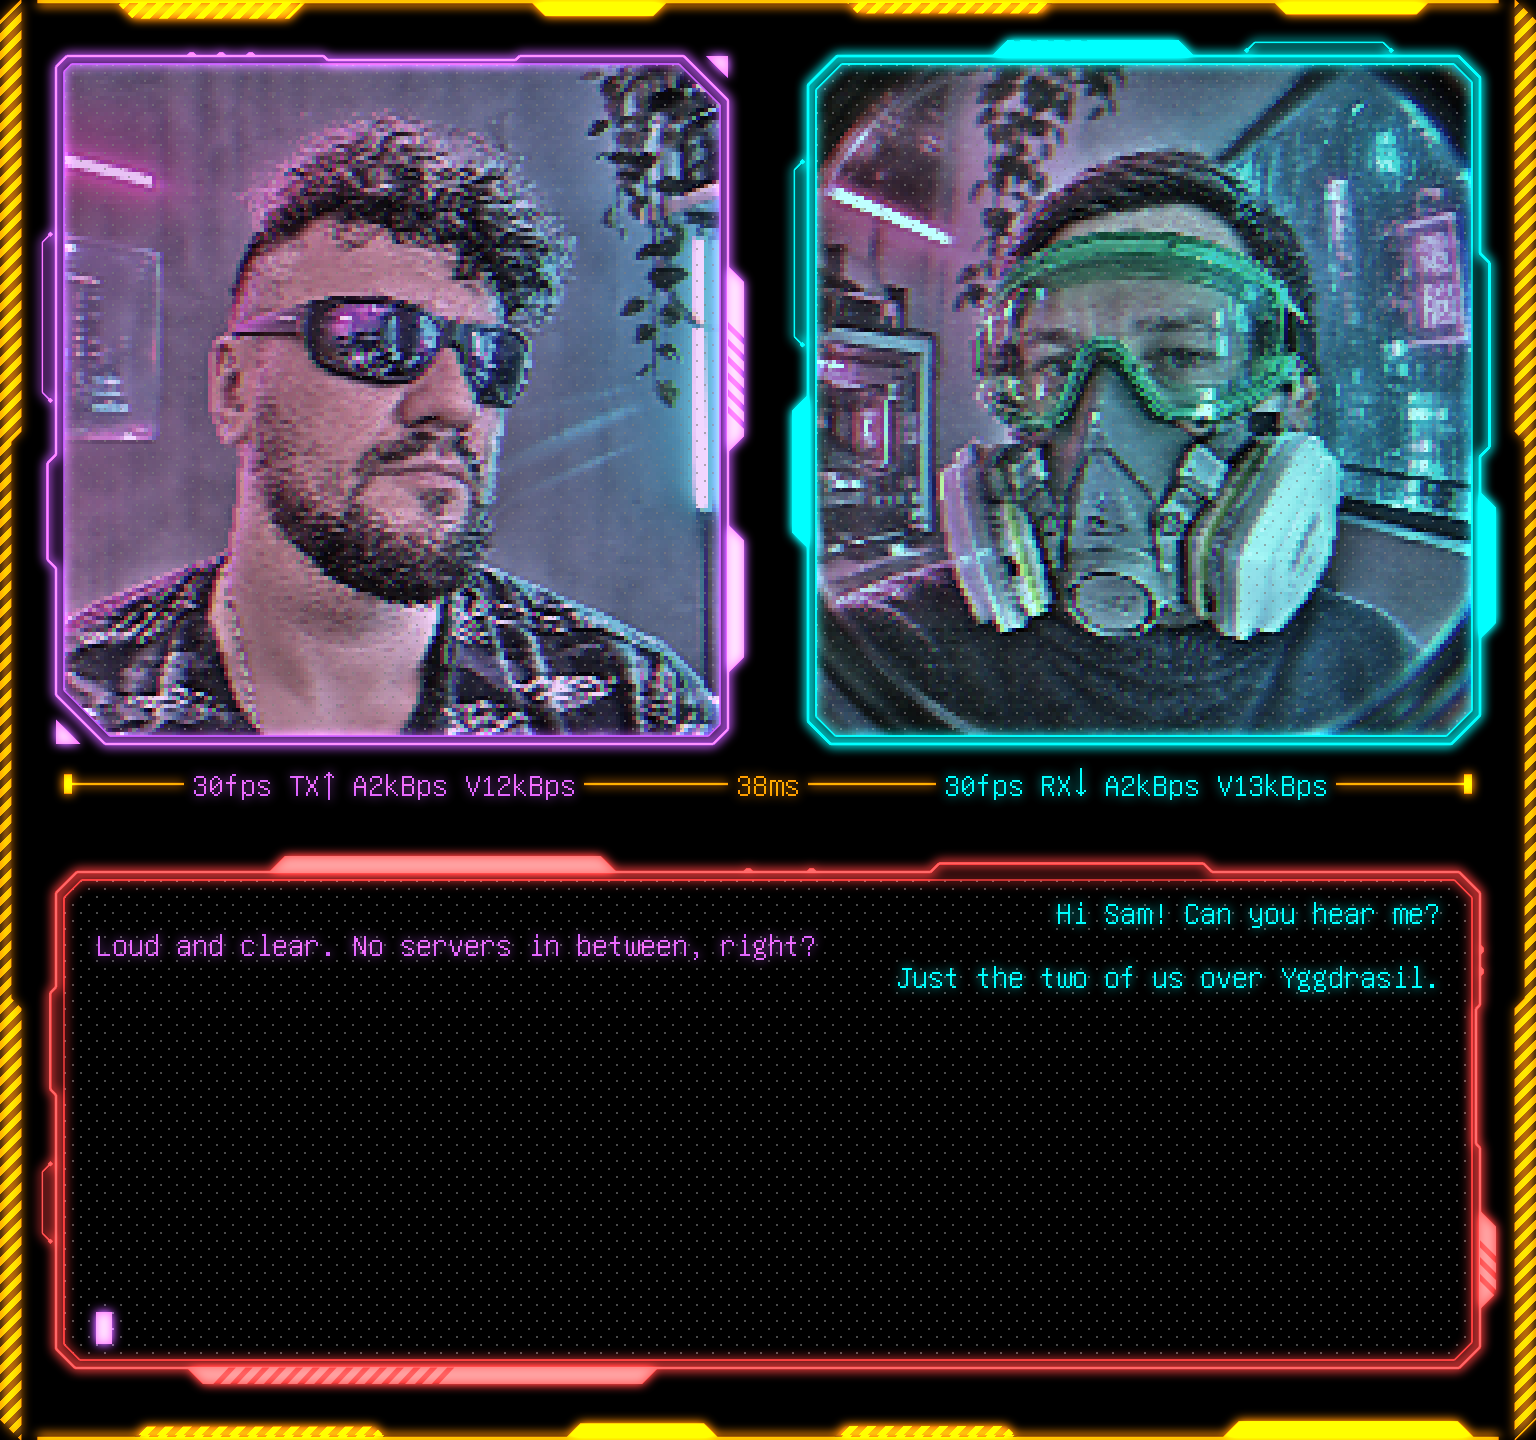 30fps TX↑ A2kBps V12kBps 38ms 30fps RX↓ A2kBps V13kBps
Hi Sam! Can you hear me?
Loud and clear. No servers in between, right?
Just the two of us over Yggdrasil.